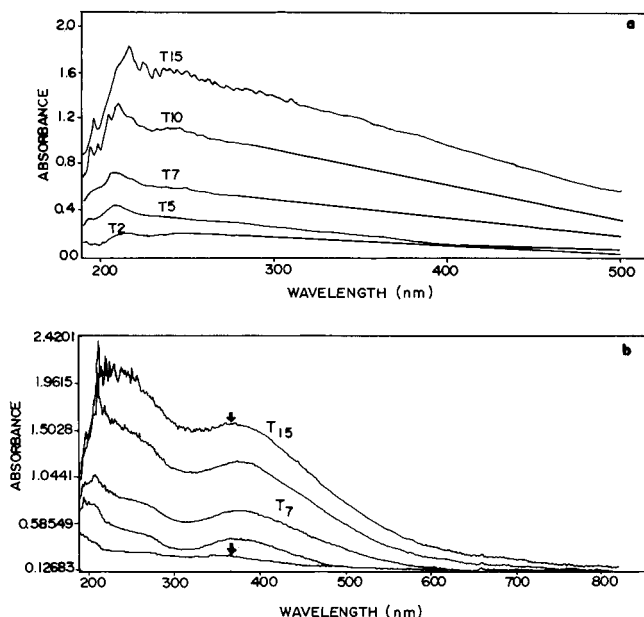 a
2.0
1.6
1.2
0.8
0.4
0.0
ABSORBANCE
T15
T10
T7
T5
T2
200
300
400
500
WAVELENGTH (nm)
b
2.4201
1.9615
1.5028
1.0441
0.58549
0.12683
ABSORBANCE
T15
T7
200
300
400
500
600
700
800
WAVELENGTH (nm)